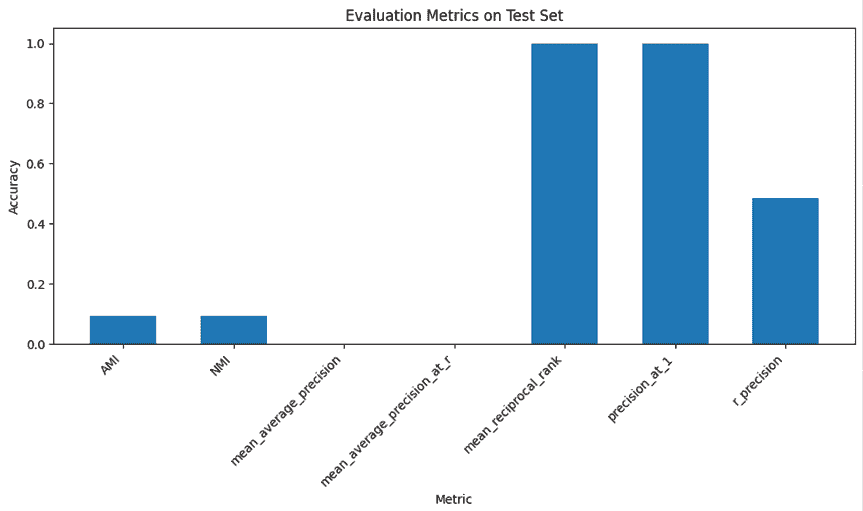 Evaluation Metrics on Test Set
1.0
0.8
0.6
0.4
0.2
0.0
Accuracy
AMI
NMI
mean_average_precision
mean_average_precision_at_r
mean_reciprocal_rank
precision_at_1
r_precision
Metric